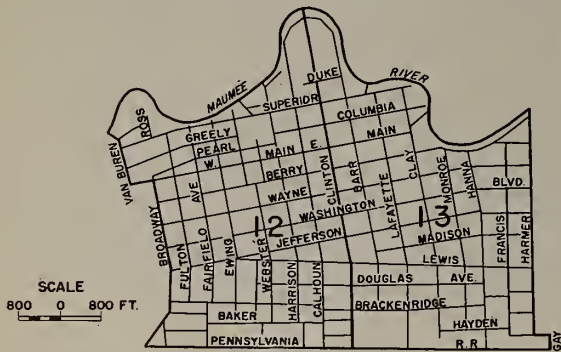 DUKE
RIVER
MAUMEE
SUPERIDR
COLUMBIA
ROSS
GREELY
PEARL
W.
MAIN E.
MAIN
VAN BUREN
BERRY
CLINTON
BARR
CLAY
MONROE
HANNA
BLVD.
AVE
WAYNE
LAFAYETTE
WASHINGTON
BROADWAY
FULTON
FAIRFIELD
EWING
12
13
WEBSTER
JEFFERSON
MADISON
FRANCIS
HARMER
LEWIS
HARRISON
CALHOUN
DOUGLAS AVE.
SCALE
800 0 800 FT.
BRACKENRIDGE
BAKER
HAYDEN
PENNSYLVANIA
R.R
GAY